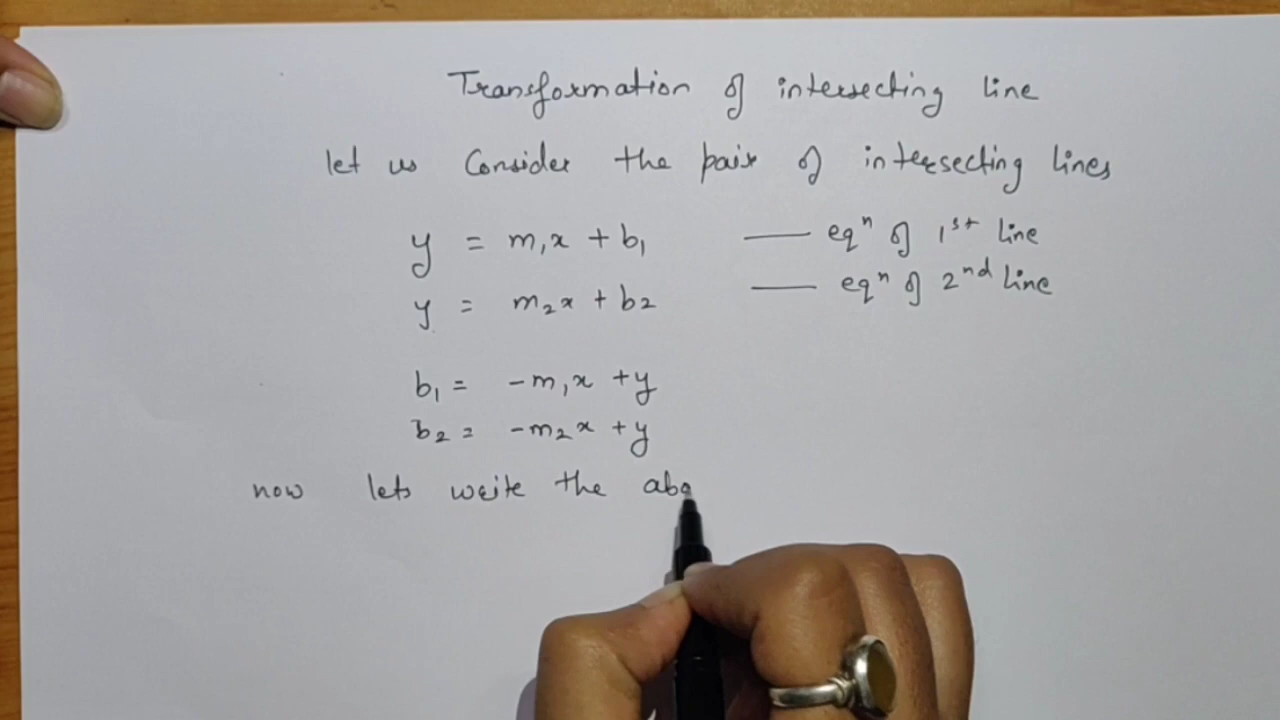 Transformation of intersecting line
let us Consider the pair of intersecting lines
y = m₁x + b₁ — eqⁿ of 1st line
y = m₂x + b₂ — eqⁿ of 2nd line
b₁ = -m₁x + y
b₂ = -m₂x + y
now lets write the abo